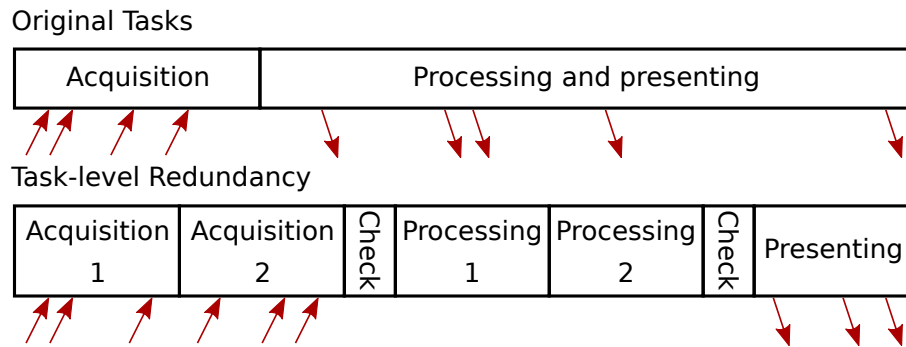 Original Tasks
Acquisition
Processing and presenting
Task-level Redundancy
Acquisition 1
Acquisition 2
Check
Processing 1
Processing 2
Check
Presenting